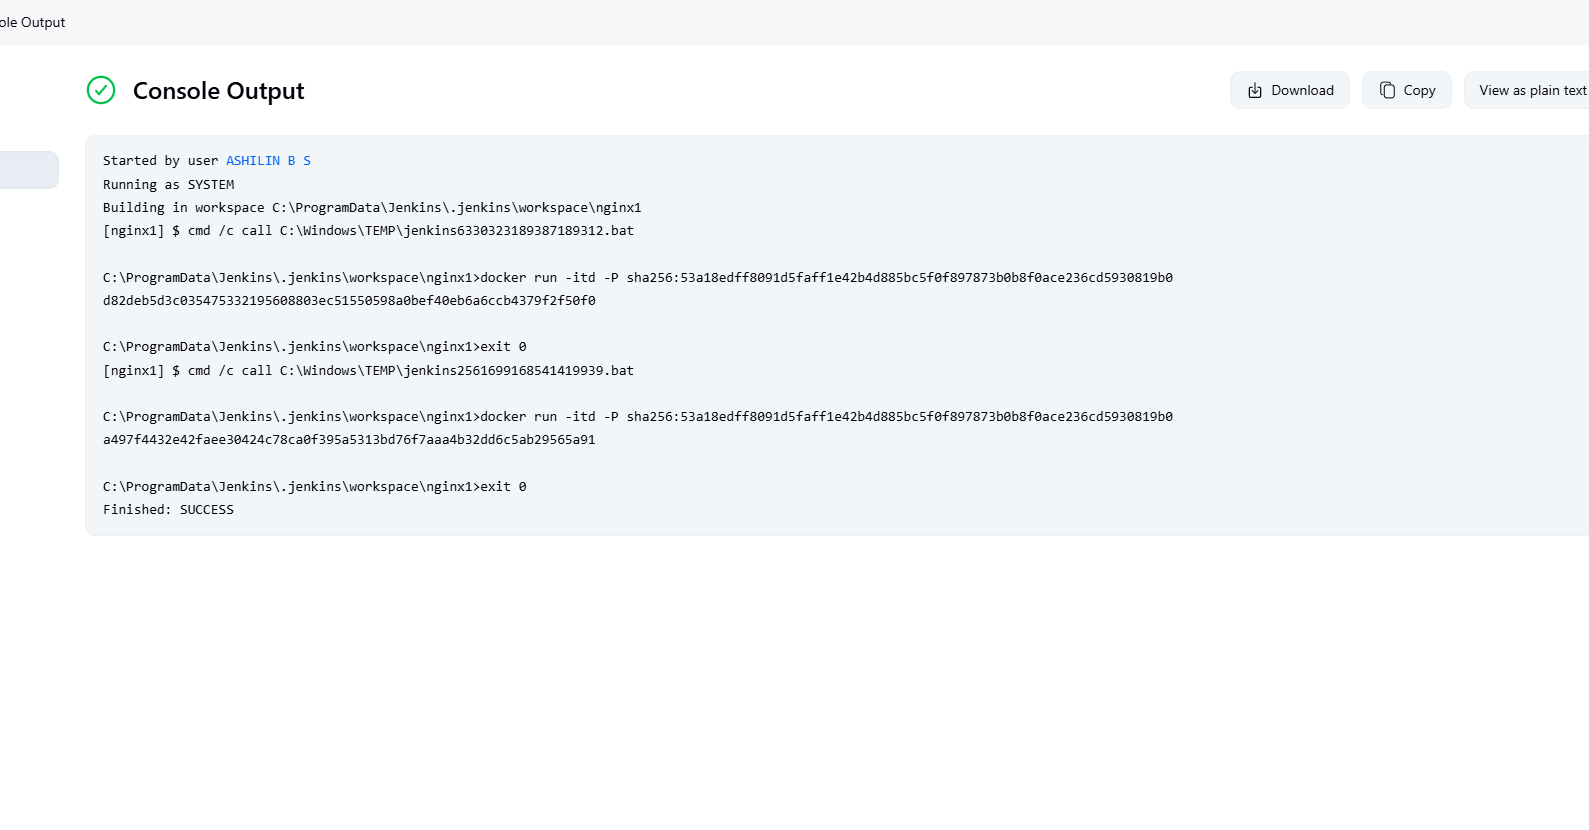 Output
Console Output
Download
Copy
View as plain text
Started by user ASHILIN B S
Running as SYSTEM
Building in workspace C:\ProgramData\Jenkins\.jenkins\workspace\nginx1
[nginx1] $ cmd /c call C:\Windows\TEMP\jenkins6330323189387189312.bat
C:\ProgramData\Jenkins\.jenkins\workspace\nginx1>docker run -itd -P sha256:53a18edff8091d5faff1e42b4d885bc5f0f897873b0b8f0ace236cd5930819b0
d82deb5d3c035475332195608803ec51550598a0bef40eb6a6ccb4379f2f50f0
C:\ProgramData\Jenkins\.jenkins\workspace\nginx1>exit 0
[nginx1] $ cmd /c call C:\Windows\TEMP\jenkins2561699168541419939.bat
C:\ProgramData\Jenkins\.jenkins\workspace\nginx1>docker run -itd -P sha256:53a18edff8091d5faff1e42b4d885bc5f0f897873b0b8f0ace236cd5930819b0
a497f4432e42faee30424c78ca0f395a5313bd76f7aaa4b32dd6c5ab29565a91
C:\ProgramData\Jenkins\.jenkins\workspace\nginx1>exit 0
Finished: SUCCESS